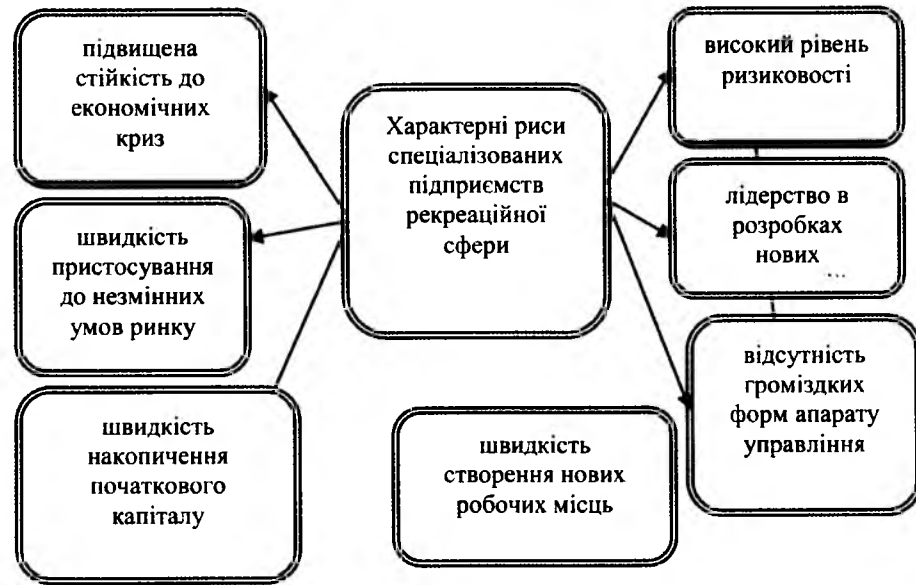 підвищена
стійкість до
економічних
криз
швидкість
пристосування
до незмінних
умов ринку
швидкість
накопичення
початкового
капіталу
Характерні риси
спеціалізованих
підприємств
рекреаційної
сфери
швидкість
створення нових
робочих місць
високий рівень
ризиковості
лідерство в
розробках
нових
...
відсутність
громіздких
форм апарату
управління